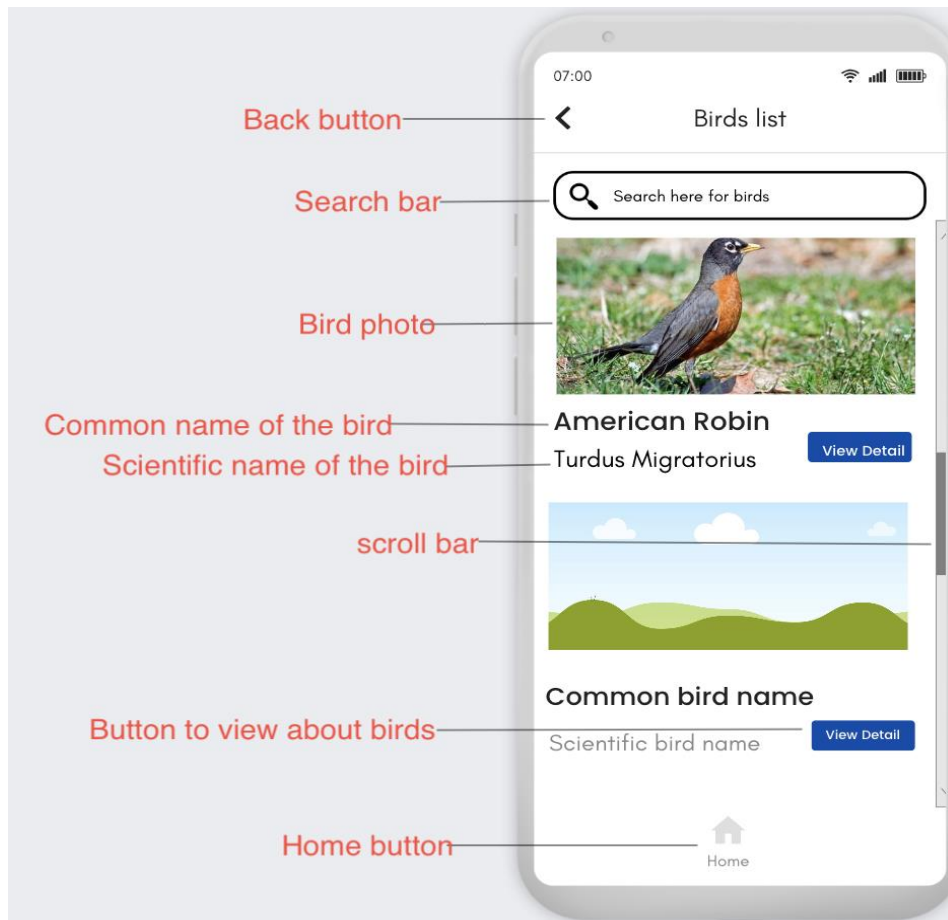 07:00
Back button
Birds list
Search bar
Search here for birds
Bird photo
Common name of the bird
American Robin
Scientific name of the bird
Turdus Migratorius
View Detail
scroll bar
Common bird name
Button to view about birds
Scientific bird name
View Detail
Home button
Home